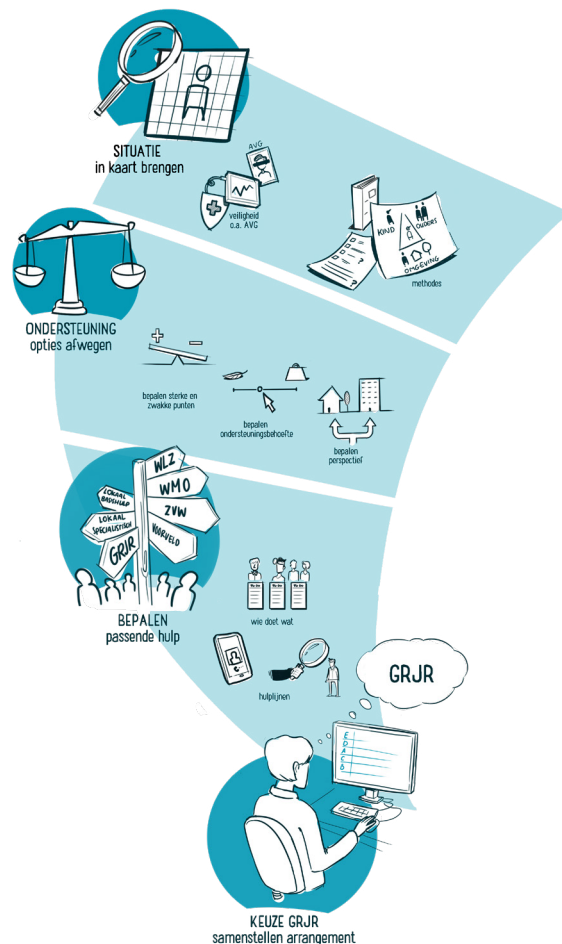 SITUATIE
in kaart brengen
AVG
veiligheid
o.a. AVG
KIND
OUDERS
OMGEVING
methodes
ONDERSTEUNING
opties afwegen
bepalen sterke en
zwakke punten
bepalen
ondersteuningsbehoefte
bepalen
perspectief
WLZ
WMO
LOKAAL
BASISHULP
ZVW
LOKAAL
SPECIALISTISCH
VOORVELD
GRJR
BEPALEN
passende hulp
wie doet wat
hulplijnen
GRJR
E
D
A
C
B
KEUZE GRJR
samenstellen arrangement